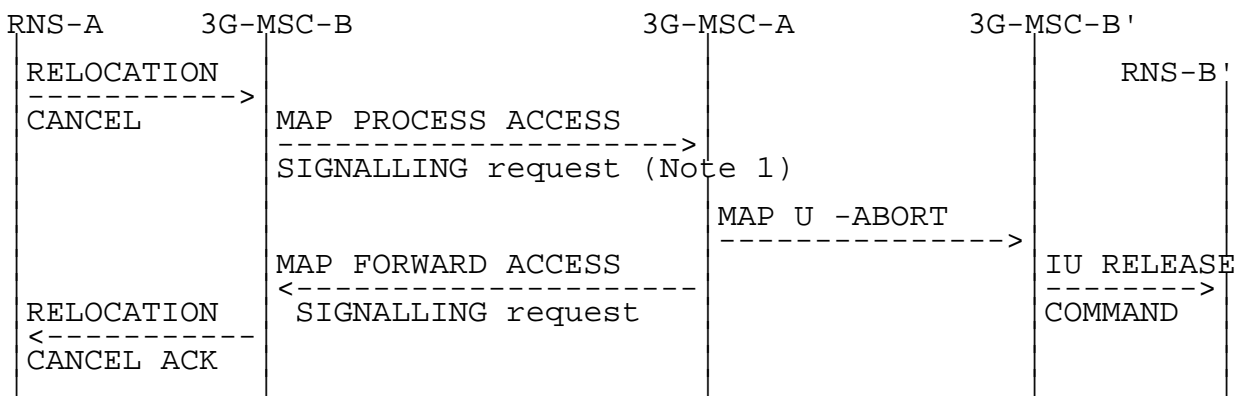 RNS-A 3G-MSC-B 3G-MSC-A 3G-MSC-B'
RELOCATION RNS-B'
CANCEL MAP PROCESS ACCESS
SIGNALLING request (Note 1)
MAP U -ABORT
MAP FORWARD ACCESS IU RELEASE
RELOCATION SIGNALLING request COMMAND
CANCEL ACK